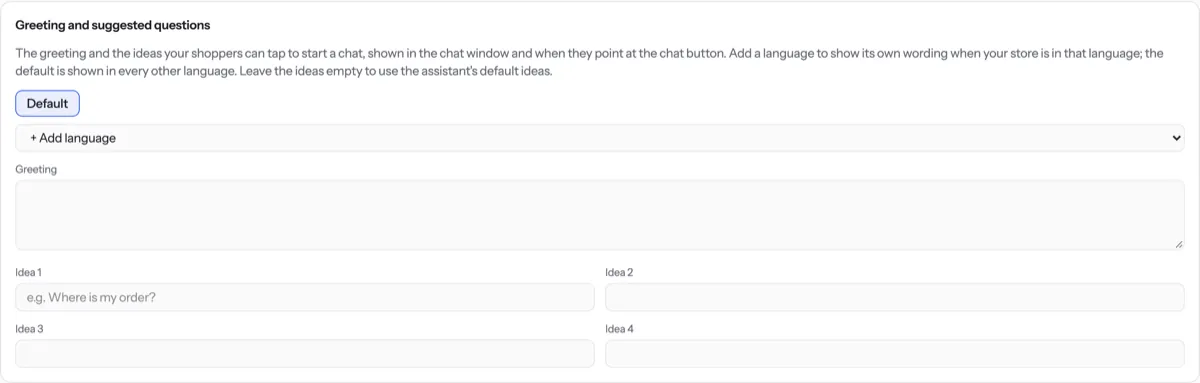 Greeting and suggested questions
The greeting and the ideas your shoppers can tap to start a chat, shown in the chat window and when they point at the chat button. Add a language to show its own wording when your store is in that language; the
default is shown in every other language. Leave the ideas empty to use the assistant's default ideas.
Default
+ Add language
Greeting
Idea 1
Idea 2
e.g. Where is my order?
Idea 3
Idea 4